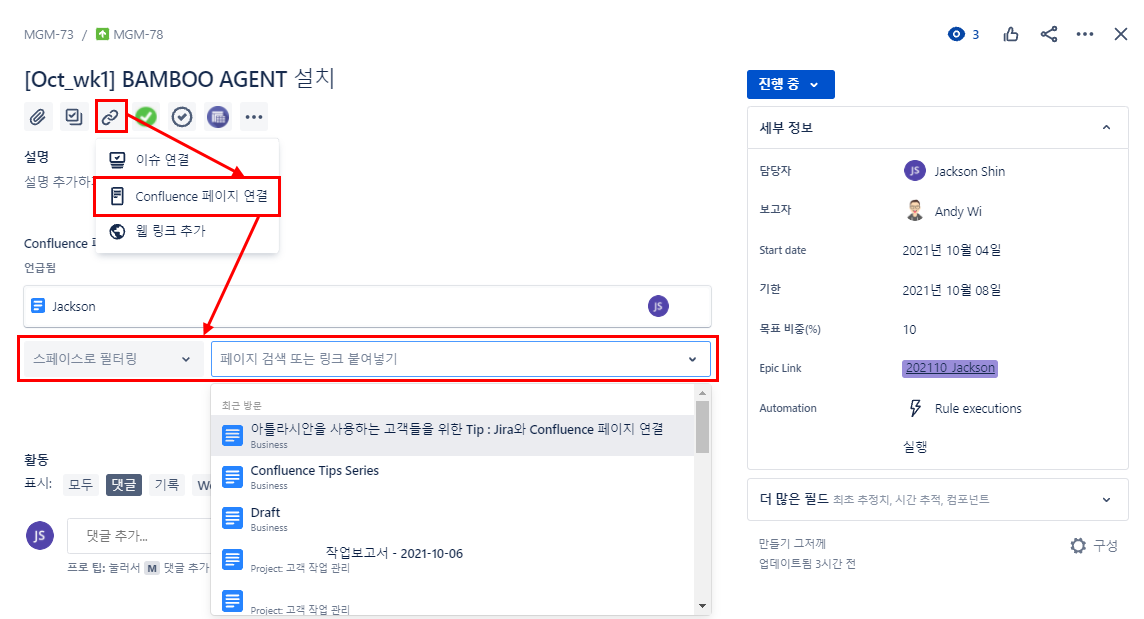 MGM-73 / MGM-78
3
[Oct_wk1] BAMBOO AGENT 설치
설명
설명 추가하
이슈 연결
Confluence 페이지 연결
웹 링크 추가
Confluence
언급됨
Jackson
JS
스페이스로 필터링
페이지 검색 또는 링크 붙여넣기
최근 방문
아틀라시안을 사용하는 고객들을 위한 Tip : Jira와 Confluence 페이지 연결
Business
Confluence Tips Series
Business
Draft
Business
작업보고서 - 2021-10-06
Project: 고객 작업 관리
Project: 고객 작업 관리
활동
표시: 모두 댓글 기록
JS
댓글 추가...
프로 팁: 눌러서 M 댓글 추가
진행 중
세부 정보
담당자 JS Jackson Shin
보고자 Andy Wi
Start date 2021년 10월 04일
기한 2021년 10월 08일
목표 비중(%) 10
Epic Link 202110_Jackson
Automation Rule executions
실행
더 많은 필드 최초 추정치, 시간 추적, 컴포넌트
만들기 그저께
업데이트됨 3시간 전
구성